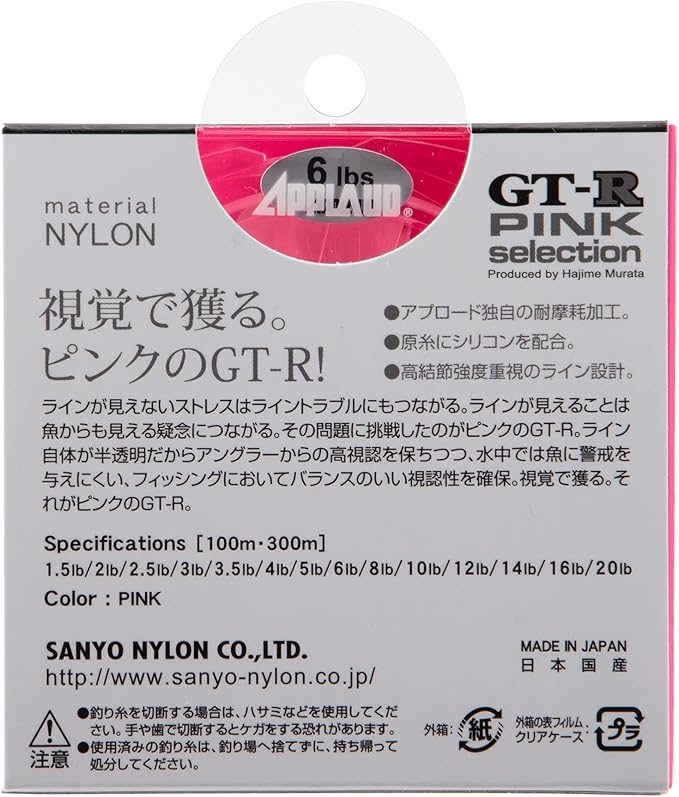 6 lbs
APPLAUD®
material
NYLON
GT-R
PINK
selection
Produced by Hajime Murata
視覚で獲る。
ピンクのGT-R!
●アプロード独自の耐摩耗加工。
●原糸にシリコンを配合。
●高結節強度重視のライン設計。
ラインが見えないストレスはライントラブルにもつながる。ラインが見えることは
魚からも見える疑念につながる。その問題に挑戦したのがピンクのGT-R。ライン
自体が半透明だからアングラーからの高視認を保ちつつ、水中では魚に警戒を
与えにくい、フィッシングにおいてバランスのいい視認性を確保。視覚で獲る。そ
れがピンクのGT-R。
Specifications [100m・300m]
1.5lb/2lb/2.5lb/3lb/3.5lb/4lb/5lb/6lb/8lb/10lb/12lb/14lb/16lb/20lb
Color : PINK
SANYO NYLON CO.,LTD.
http://www.sanyo-nylon.co.jp/
MADE IN JAPAN
日本国産
注意
●釣り糸を切断する場合は、ハサミなどを使用してくだ
さい。手や歯で切断するとケガをする恐れがあります。
●使用済みの釣り糸は、釣り場へ捨てずに、持ち帰って
処分してください。
外箱:
紙
外箱の表フィルム、
クリアケース:
プラ